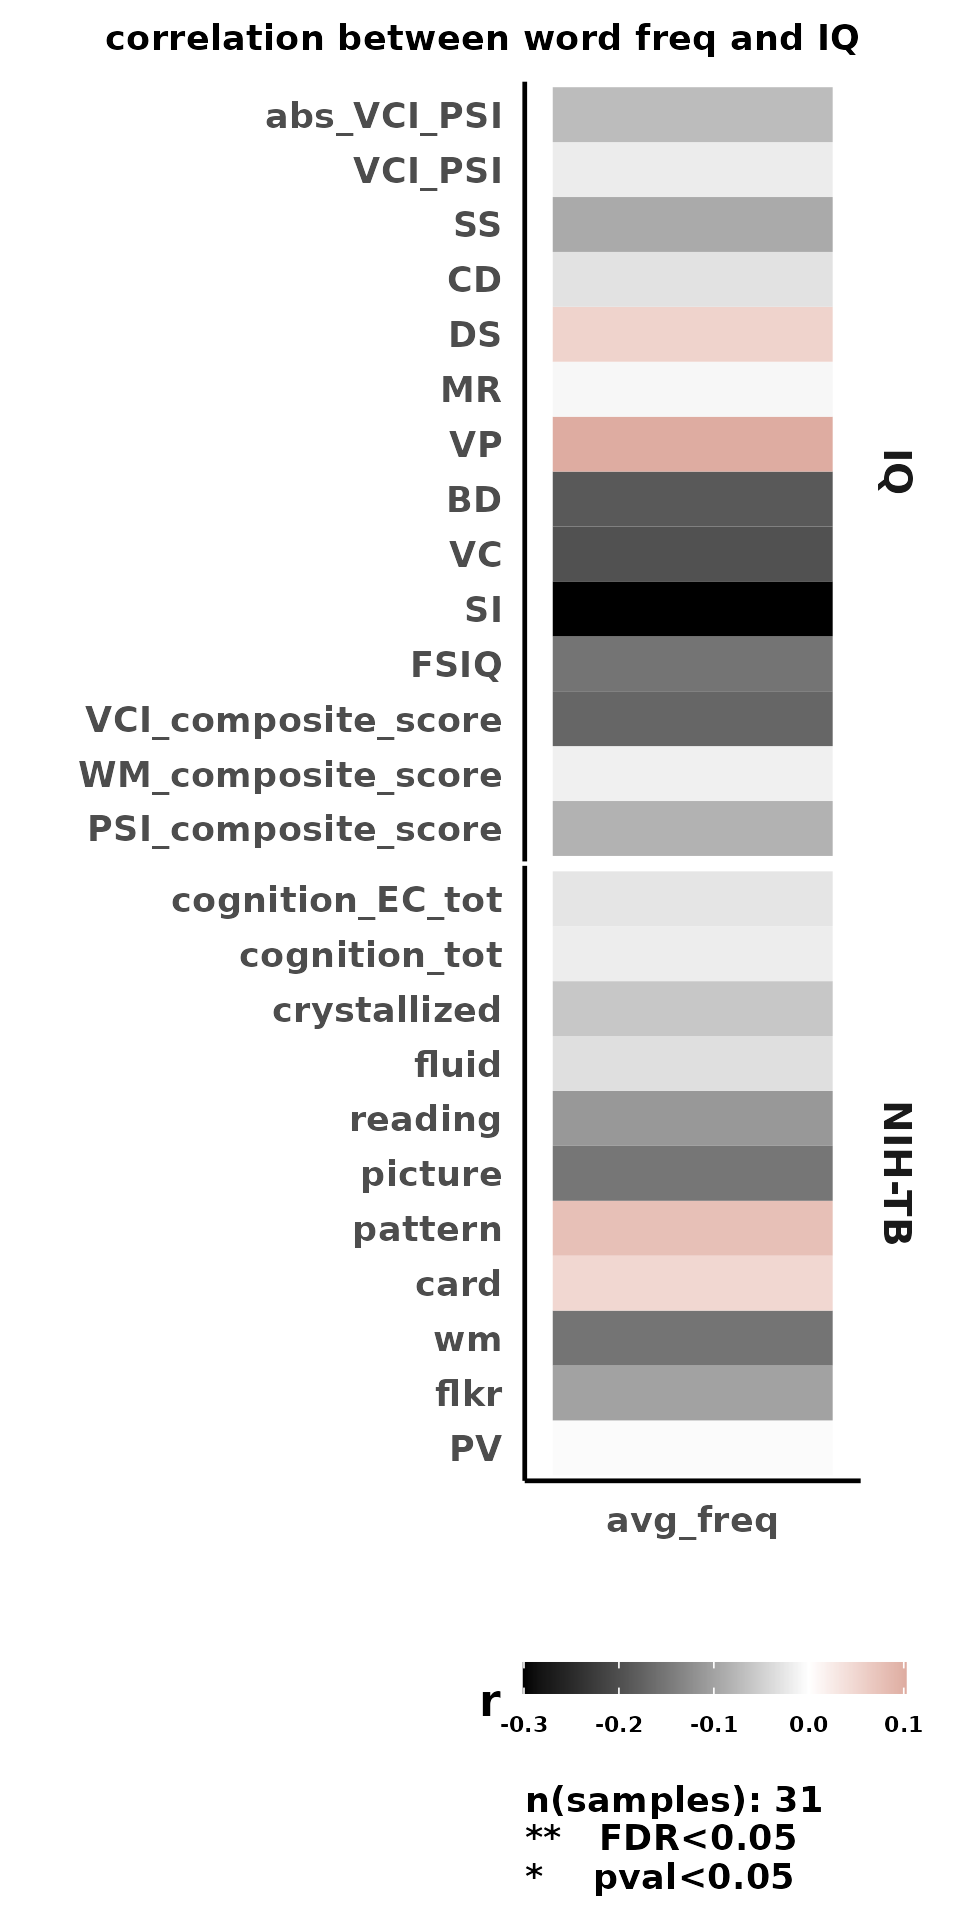 correlation between word freq and IQ
abs_VCI_PSI
VCI_PSI
SS
CD
DS
MR
VP
BD
VC
SI
FSIQ
VCI_composite_score
WM_composite_score
PSI_composite_score
IQ
cognition_EC_tot
cognition_tot
crystallized
fluid
reading
picture
pattern
card
wm
flkr
PV
NIH-TB
avg_freq
r
-0.3 -0.2 -0.1 0.0 0.1
n(samples): 31
** FDR<0.05
* pval<0.05